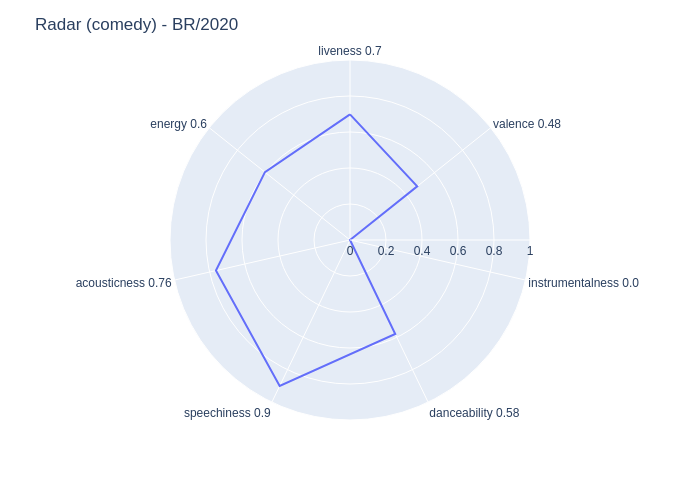 Radar (comedy) - BR/2020
liveness 0.7
energy 0.6
valence 0.48
0 0.2 0.4 0.6 0.8 1
acousticness 0.76
instrumentalness 0.0
speechiness 0.9
danceability 0.58